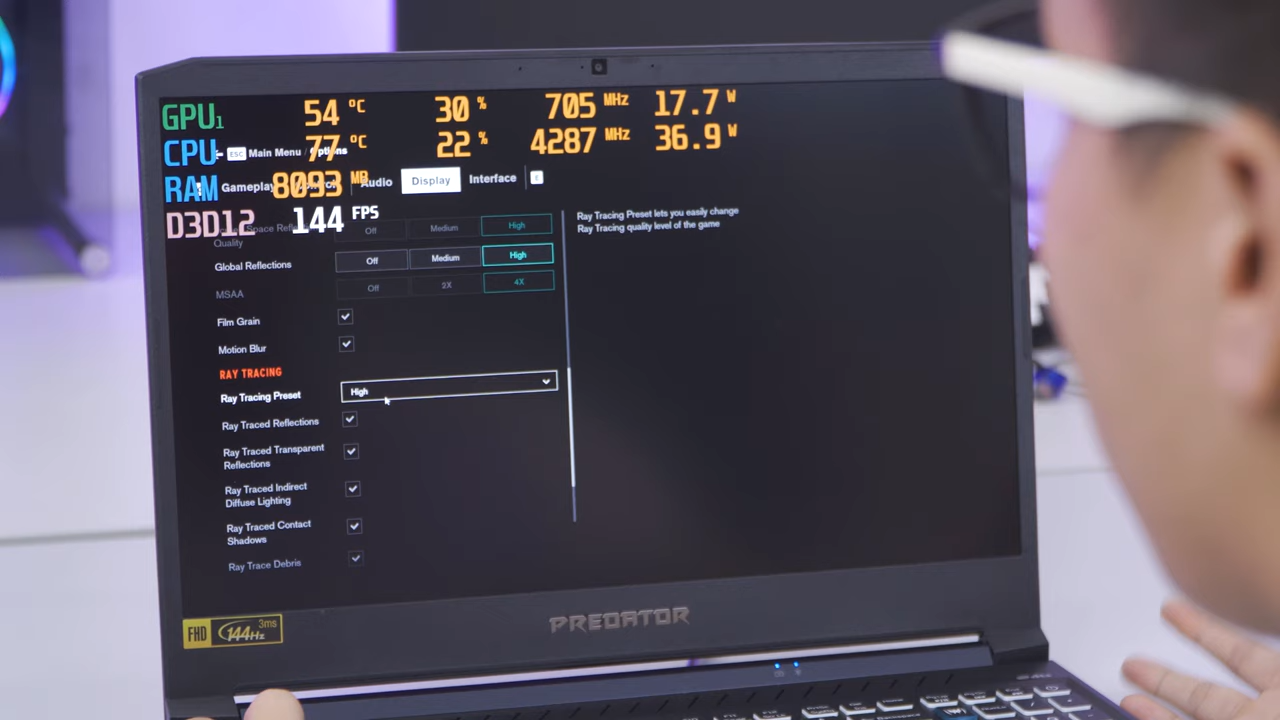 GPU1 54 °C 30 % 705 MHz 17.7 W
CPU 77 °C 22 % 4287 MHz 36.9 W
ESC Main Menu / Options
RAM 8093 MB
Gameplay Audio Display Interface E
D3D12 144 FPS
Quality Off Medium High
Global Reflections Off Medium High
MSAA Off 2X 4X
Film Grain
Motion Blur
RAY TRACING
Ray Tracing Preset High
Ray Traced Reflections
Ray Traced Transparent
Reflections
Ray Traced Indirect
Diffuse Lighting
Ray Traced Contact
Shadows
Ray Trace Debris
Ray Tracing Preset lets you easily change
Ray Tracing quality level of the game
PREDATOR
FHD 144Hz 3ms